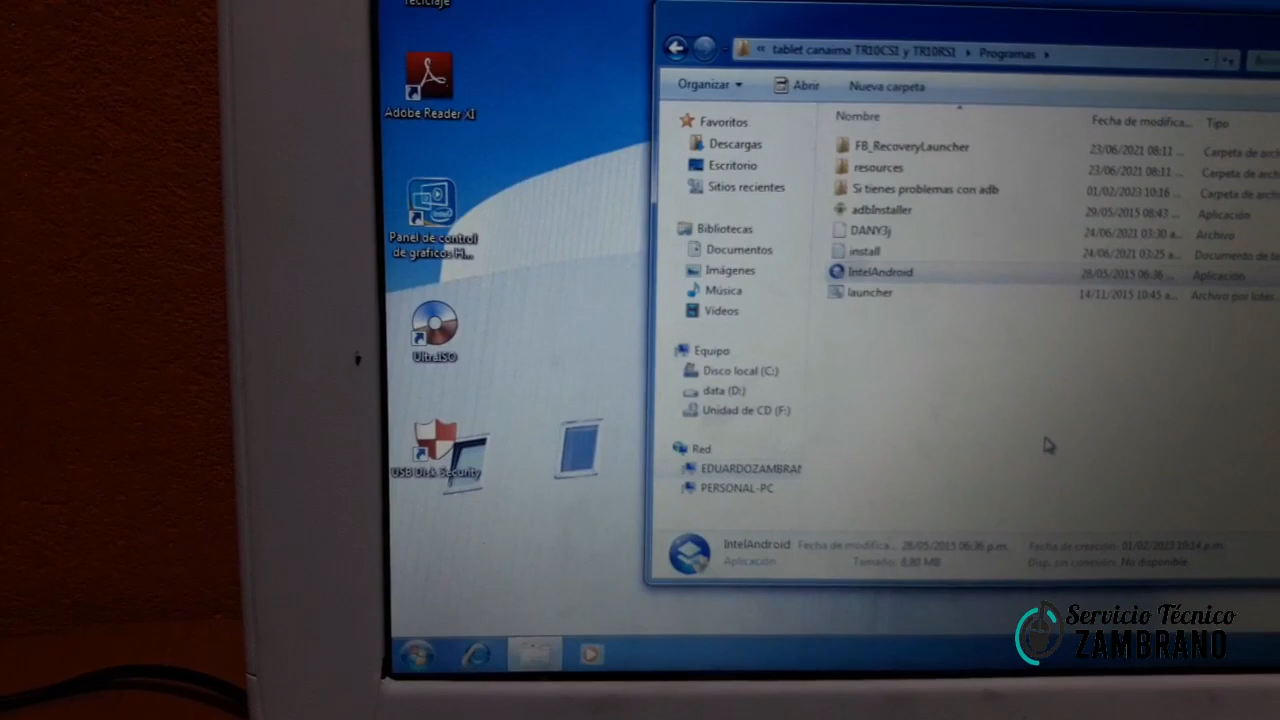 reciclaje
Adobe Reader XI
Panel de control
de gráficos H...
UltraISO
USB Disk Security
« tablet canaima TR10CS1 y TR10RS1 ▸ Programas ▸
Organizar
Abrir
Nueva carpeta
Nombre
Fecha de modifica...
Tipo
Favoritos
Descargas
Escritorio
Sitios recientes
Bibliotecas
Documentos
Imágenes
Música
Vídeos
Equipo
Disco local (C:)
data (D:)
Unidad de CD (F:)
Red
EDUARDOZAMBRAN
PERSONAL-PC
FB_RecoveryLauncher 23/06/2021 08:11 ... Carpeta de archi
resources 23/06/2021 08:11 ... Carpeta de archi
Si tienes problemas con adb 01/02/2023 10:16 ... Carpeta de archi
adbInstaller 29/05/2015 08:43 ... Aplicación
DANY3j 24/06/2021 03:30 a... Archivo
install 24/06/2021 03:25 a... Documento de
IntelAndroid 28/05/2015 06:36 ... Aplicación
launcher 14/11/2015 10:45 a... Archivo por lotes
IntelAndroid Fecha de modifica... 28/05/2015 06:36 p.m. Fecha de creación: 01/02/2023 10:14 p.m.
Aplicación Tamaño: 8,80 MB Disp. sin conexión: No disponible
Servicio Técnico
ZAMBRANO